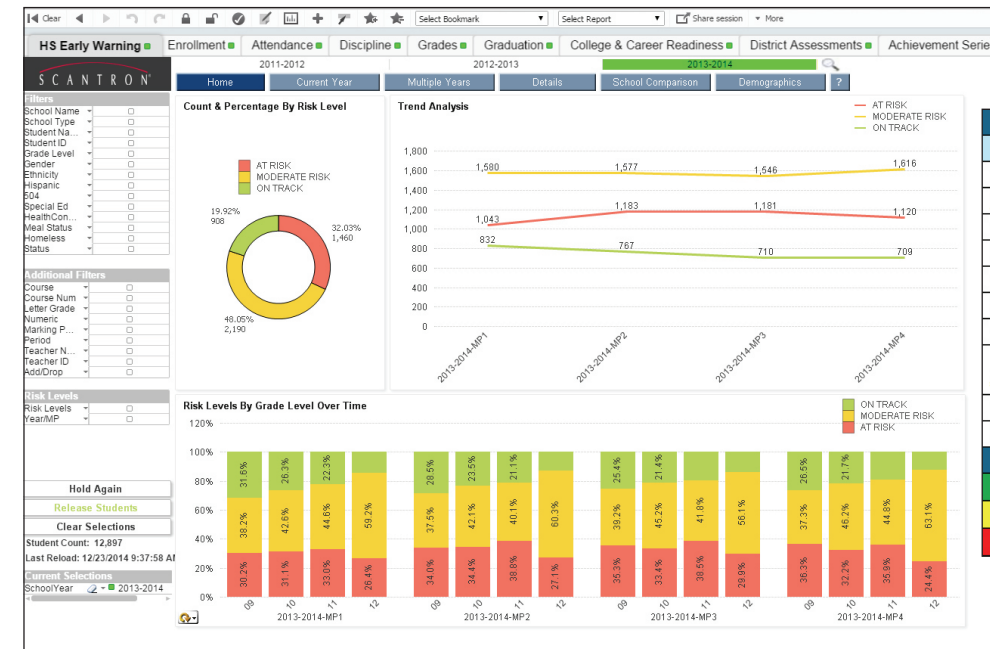 Clear Select Bookmark Select Report Share session More
HS Early Warning Enrollment Attendance Discipline Grades Graduation College & Career Readiness District Assessments Achievement Serie
2011-2012 2012-2013 2013-2014
SCANTRON®
Home Current Year Multiple Years Details School Comparison Demographics ?
Filters
School Name
School Type
Student Na...
Student ID
Grade Level
Gender
Ethnicity
Hispanic
504
Special Ed
HealthCon...
Meal Status
Homeless
Status
Additional Filters
Course
Course Num
Letter Grade
Numeric
Marking P...
Period
Teacher N...
Teacher ID
Add/Drop
Risk Levels
Risk Levels
Year/MP
Hold Again
Release Students
Clear Selections
Student Count: 12,897
Last Reload: 12/23/2014 9:37:58 AM
Current Selections
SchoolYear 2013-2014
Count & Percentage By Risk Level
AT RISK
MODERATE RISK
ON TRACK
19.92%
908
32.03%
1,460
48.05%
2,190
Trend Analysis
AT RISK
MODERATE RISK
ON TRACK
1,800
1,600
1,400
1,200
1,000
800
600
400
200
0
1,580 1,577 1,546 1,616
1,043 1,183 1,181 1,120
832 767 710 709
2013-2014-MP1 2013-2014-MP2 2013-2014-MP3 2013-2014-MP4
Risk Levels By Grade Level Over Time
ON TRACK
MODERATE RISK
AT RISK
120%
100%
80%
60%
40%
20%
0%
31.6% 26.3% 22.3% 28.5% 23.5% 21.1% 25.4% 21.4% 26.5% 21.7%
38.2% 42.6% 44.6% 59.2% 37.5% 42.1% 40.1% 60.3% 39.2% 45.2% 41.8% 56.1% 37.3% 46.2% 44.8% 63.1%
30.2% 31.1% 33.0% 26.4% 34.0% 34.4% 38.8% 27.1% 35.3% 33.4% 38.5% 29.9% 36.3% 32.2% 35.9% 24.4%
09 10 11 12 09 10 11 12 09 10 11 12 09 10 11 12
2013-2014-MP1 2013-2014-MP2 2013-2014-MP3 2013-2014-MP4